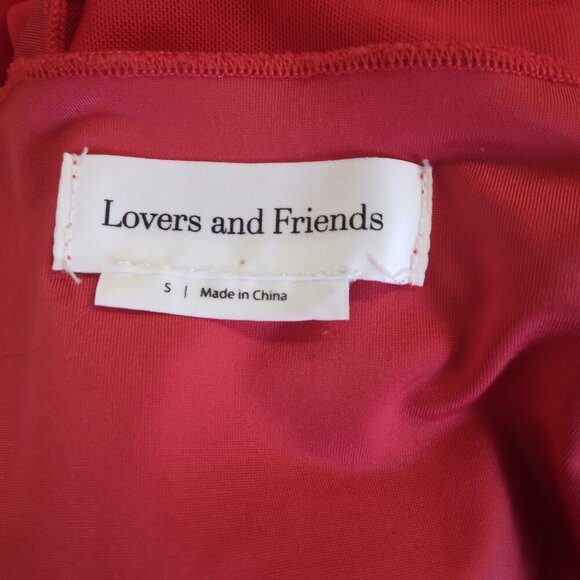 Lovers and Friends
S | Made in China